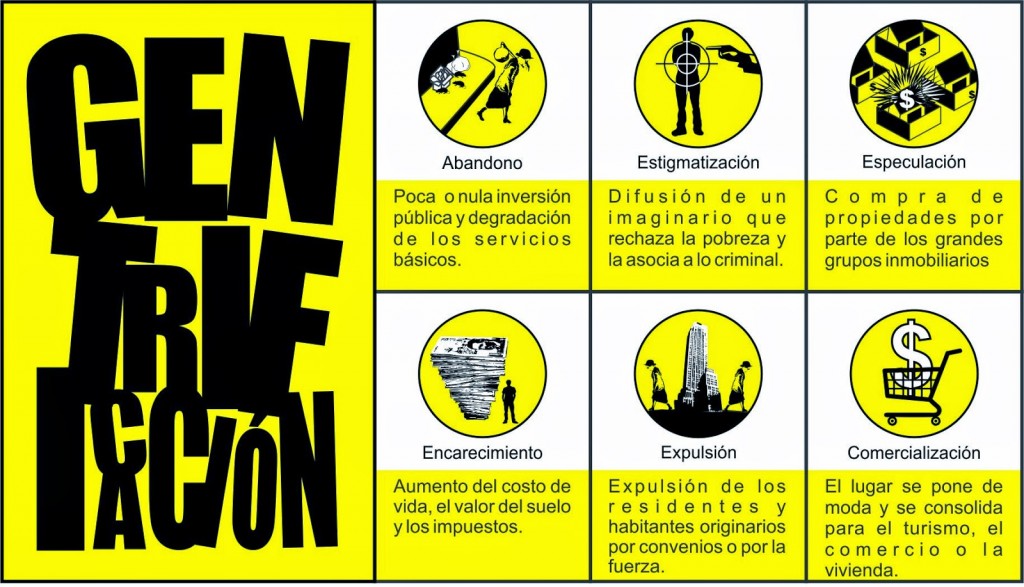 GEN
TRIF
ICACIÓN
Abandono
Poca o nula inversión
pública y degradación
de los servicios
básicos.
Estigmatización
Difusión de un
imaginario que
rechaza la pobreza y
la asocia a lo criminal.
Especulación
Compra de
propiedades por
parte de los grandes
grupos inmobiliarios
$
$
$
$
Encarecimiento
Aumento del costo de
vida, el valor del suelo
y los impuestos.
Expulsión
Expulsión de los
residentes y
habitantes originarios
por convenios o por la
fuerza.
$
Comercialización
El lugar se pone de
moda y se consolida
para el turismo, el
comercio o la
vivienda.